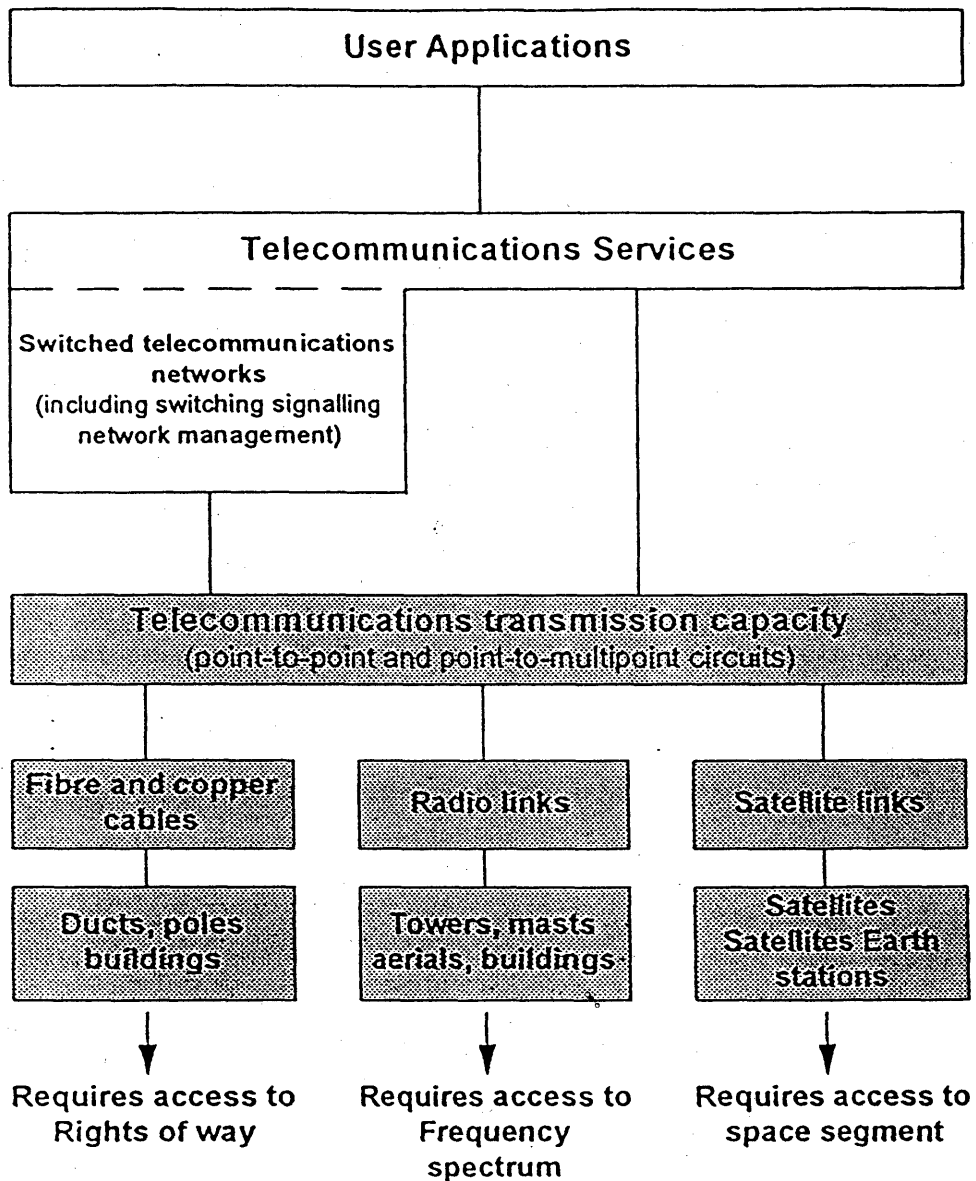 User Applications
Telecommunications Services
Switched telecommunications
networks
(including switching signalling
network management)
Telecommunications transmission capacity
(point-to-point and point-to-multipoint circuits)
Fibre and copper
cables
Radio links
Satellite links
Ducts, poles
buildings
Towers, masts
aerials, buildings
Satellites
Satellites Earth
stations
Requires access to
Rights of way
Requires access to
Frequency
spectrum
Requires access to
space segment